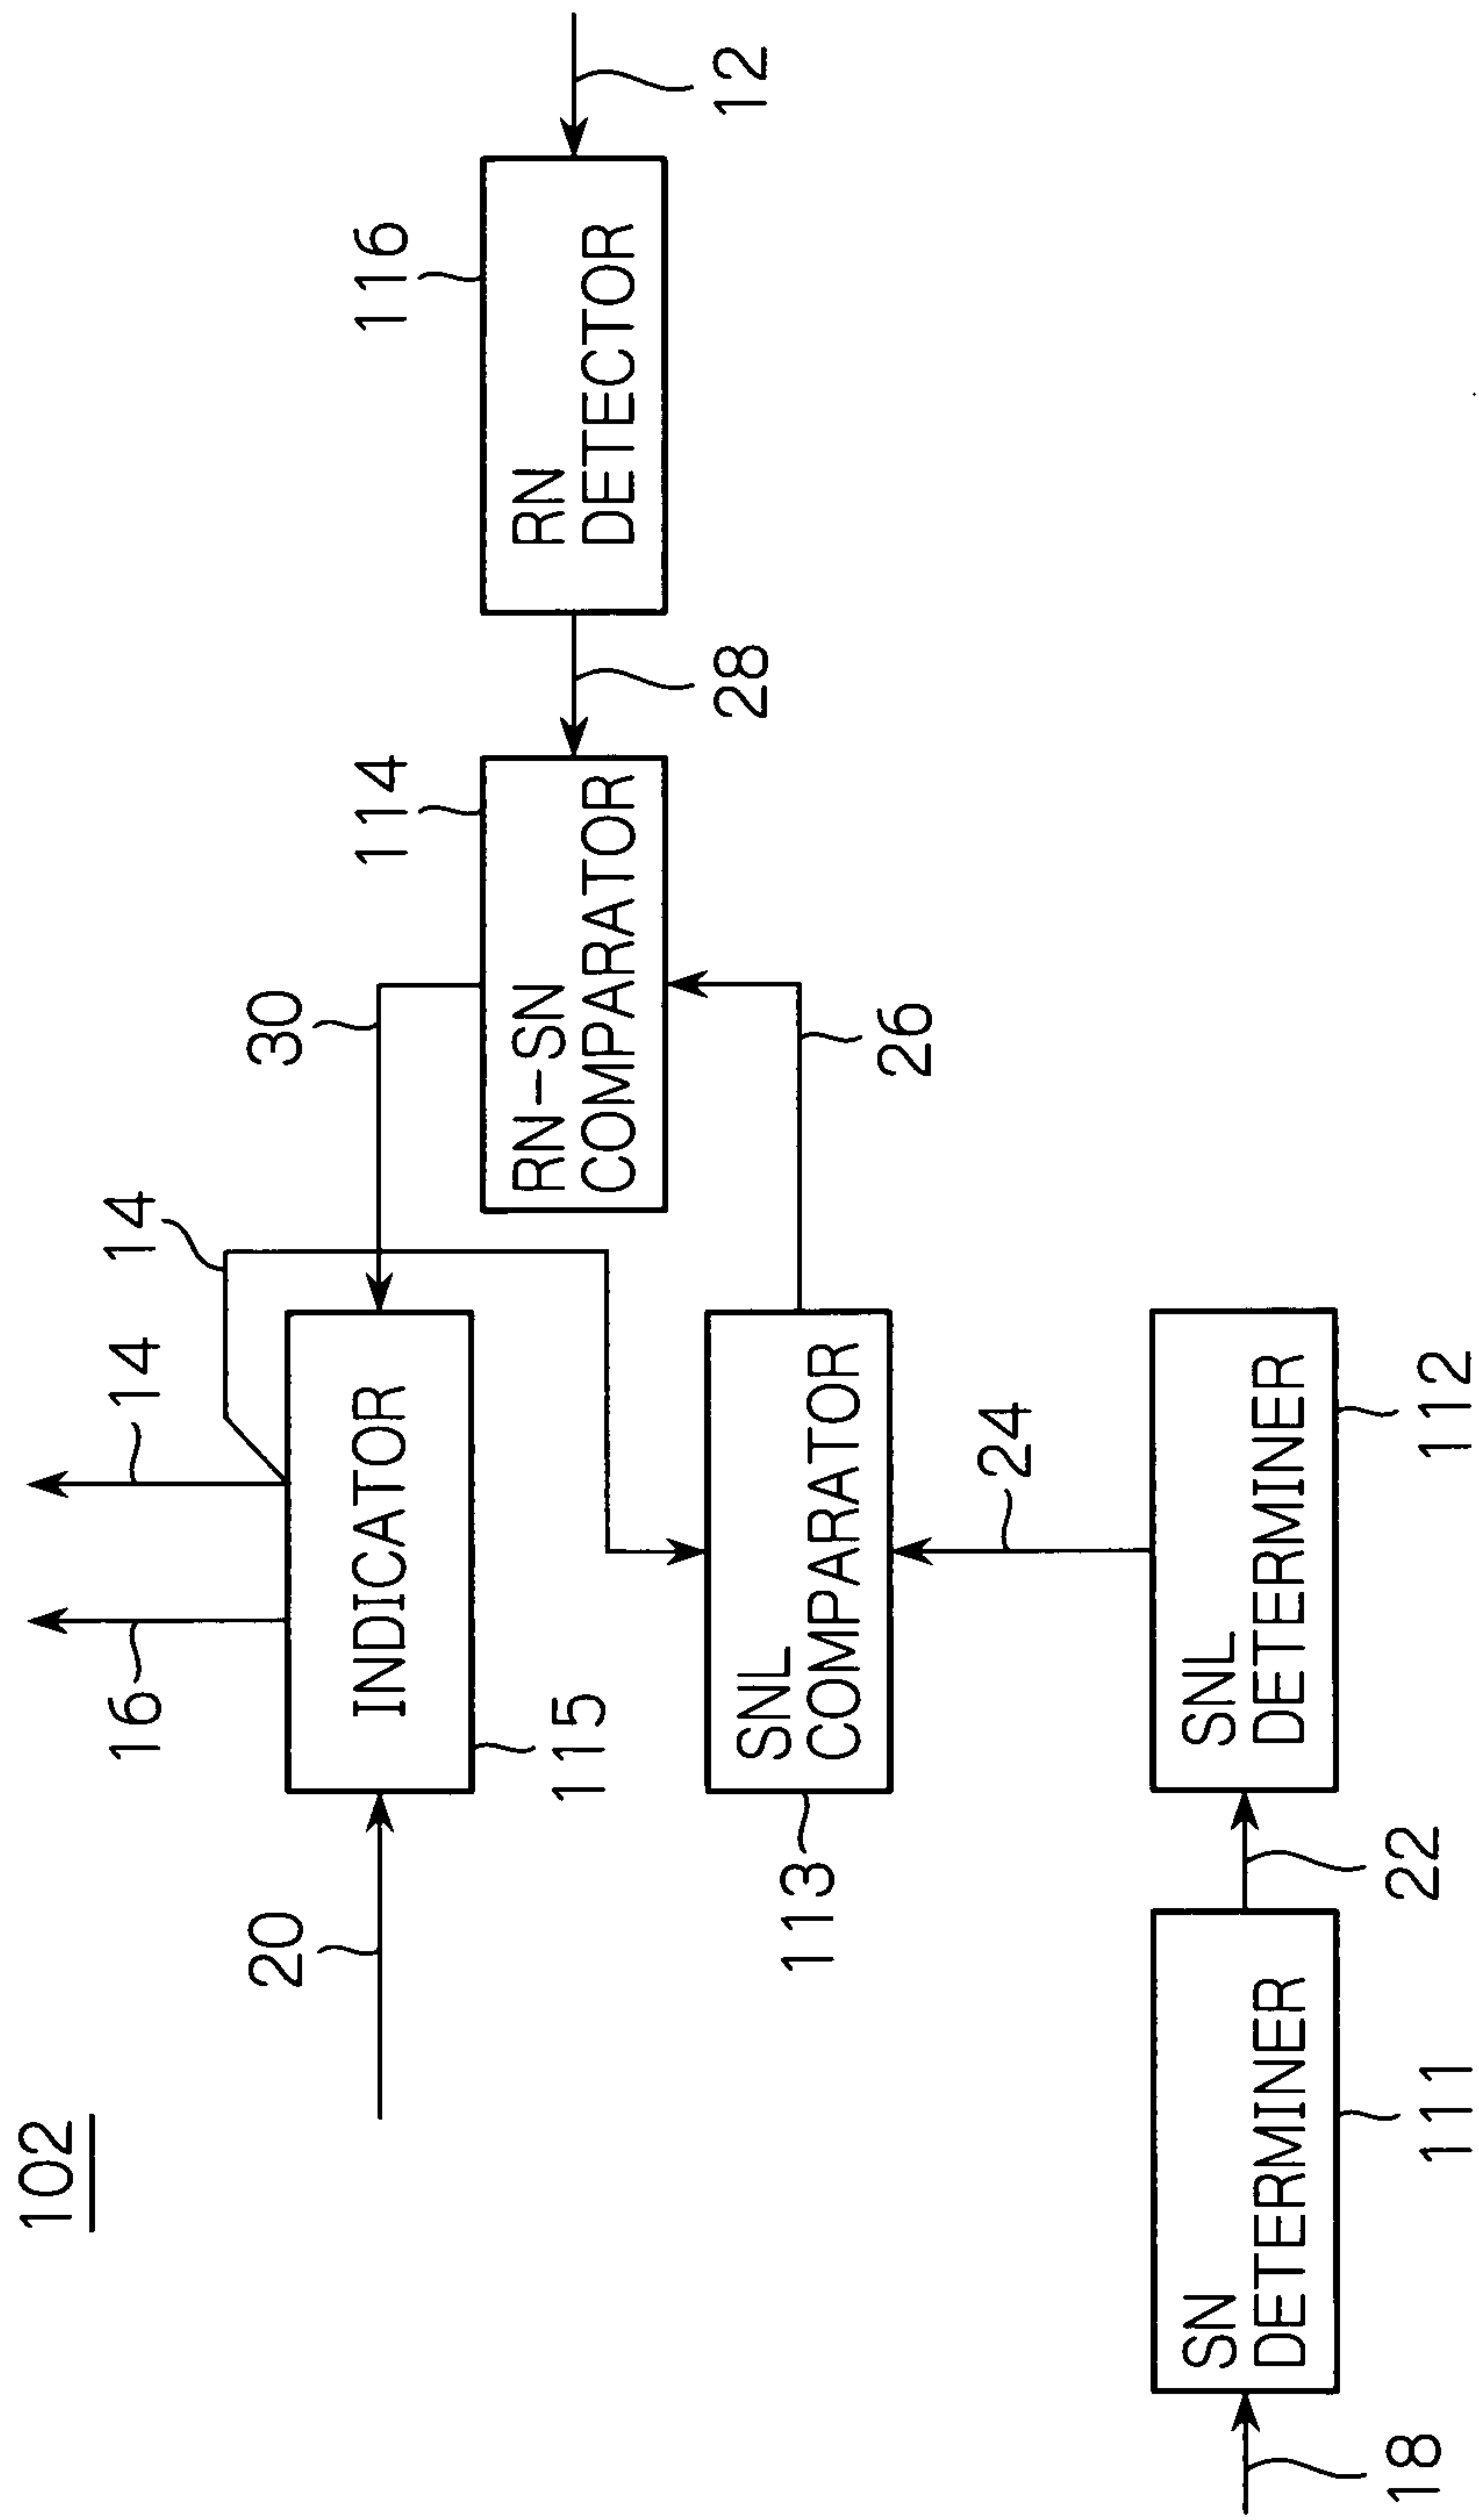 102
16
14
14
20
INDICATOR
115
30
114
116
RN-SN
COMPARATOR
28
RN
DETECTOR
12
SNL
COMPARATOR
113
26
24
18
SN
DETERMINER
111
22
SNL
DETERMINER
112